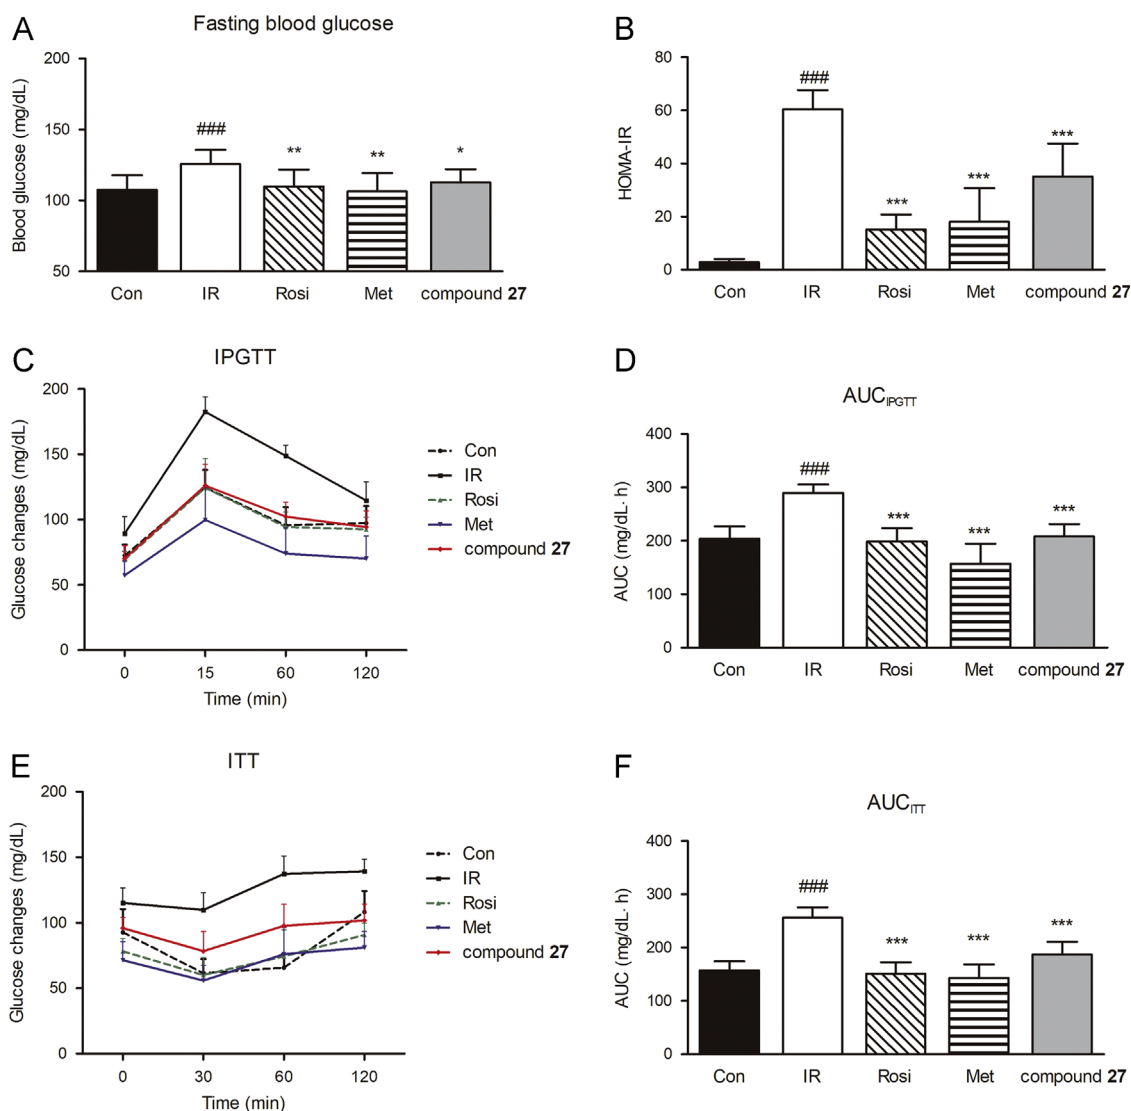 A
Fasting blood glucose
Blood glucose (mg/dL)
200
150
100
50
###
**
**
*
Con IR Rosi Met compound 27
B
HOMA-IR
80
60
40
20
0
###
***
***
***
Con IR Rosi Met compound 27
C
IPGTT
Glucose changes (mg/dL)
200
150
100
50
0
0 15 60 120
Time (min)
Con
IR
Rosi
Met
compound 27
D
AUCIPGTT
AUC (mg/dL· h)
400
300
200
100
0
###
***
***
***
Con IR Rosi Met compound 27
E
ITT
Glucose changes (mg/dL)
200
150
100
50
0
0 30 60 120
Time (min)
Con
IR
Rosi
Met
compound 27
F
AUCITT
AUC (mg/dL· h)
400
300
200
100
0
###
***
***
***
Con IR Rosi Met compound 27